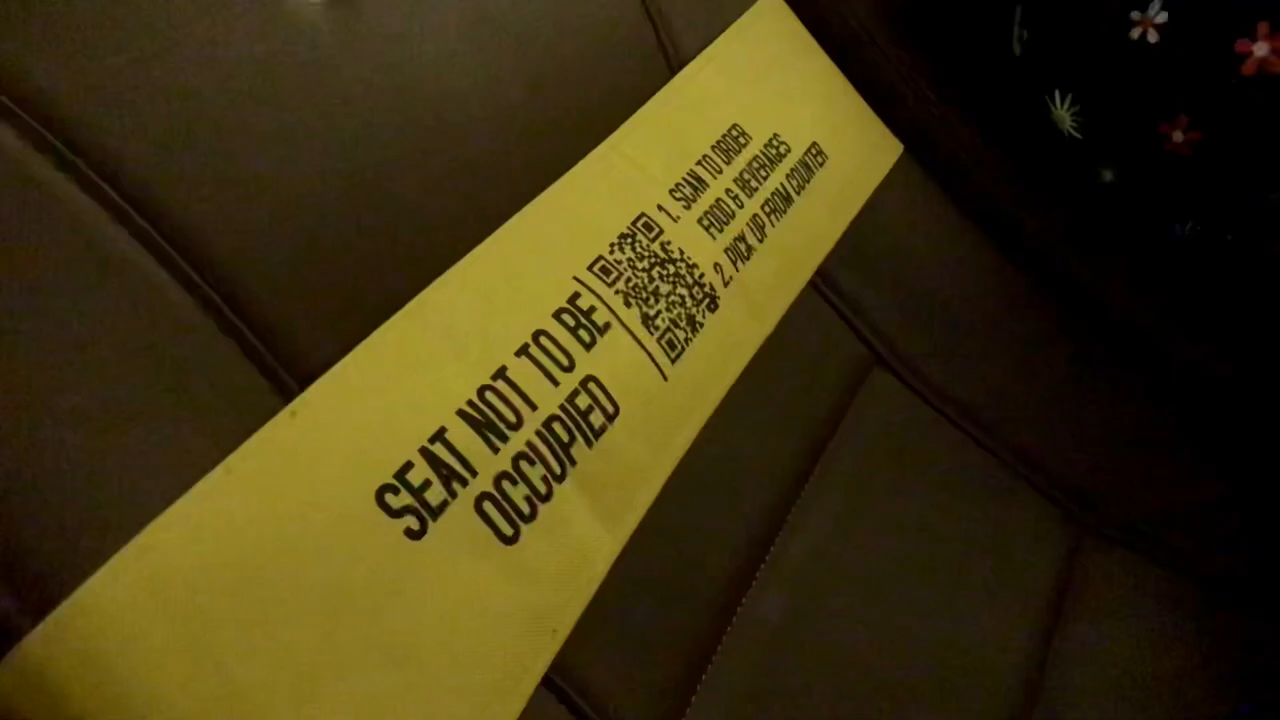 SEAT NOT TO BE
OCCUPIED
1. SCAN TO ORDER
FOOD & BEVERAGES
2. PICK UP FROM COUNTER